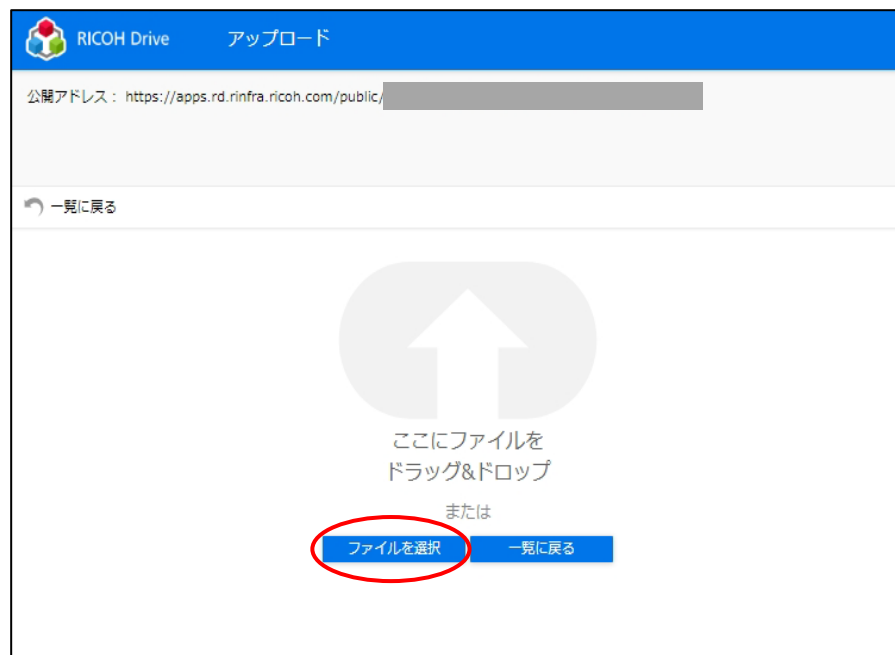 RICOH Drive アップロード
公開アドレス : https://apps.rd.rinfra.ricoh.com/public/
一覧に戻る
ここにファイルを
ドラッグ&ドロップ
または
ファイルを選択 一覧に戻る